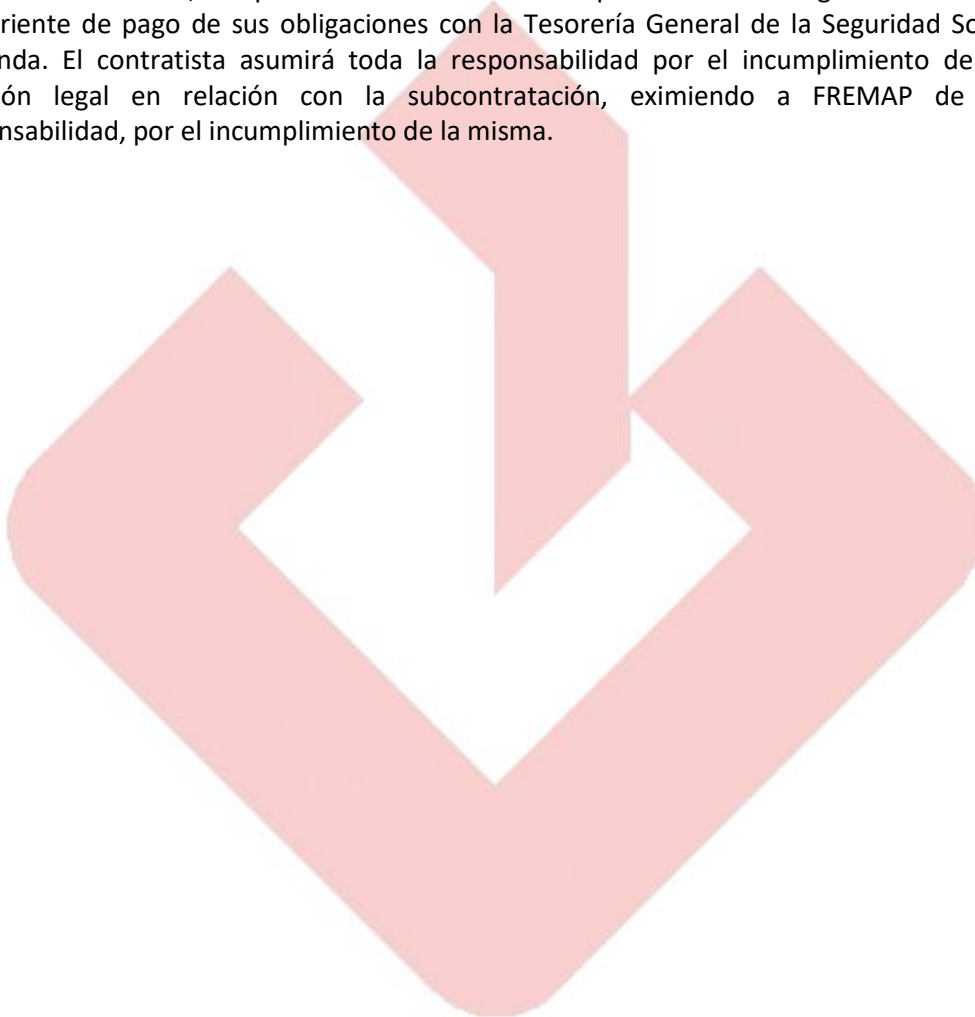 riente de pago de sus obligaciones con la Tesorería General de la Seguridad So
nda. El contratista asumirá toda la responsabilidad por el incumplimiento de
ón legal en relación con la subcontratación, eximiendo a FREMAP de
nsabilidad, por el incumplimiento de la misma.